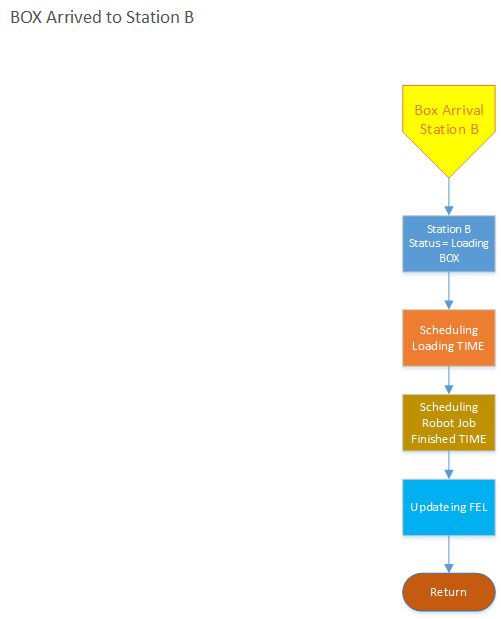 BOX Arrived to Station B
Box Arrival
Station B
Station B
Status = Loading
BOX
Scheduling
Loading TIME
Scheduling
Robot Job
Finished TIME
Updateing FEL
Return